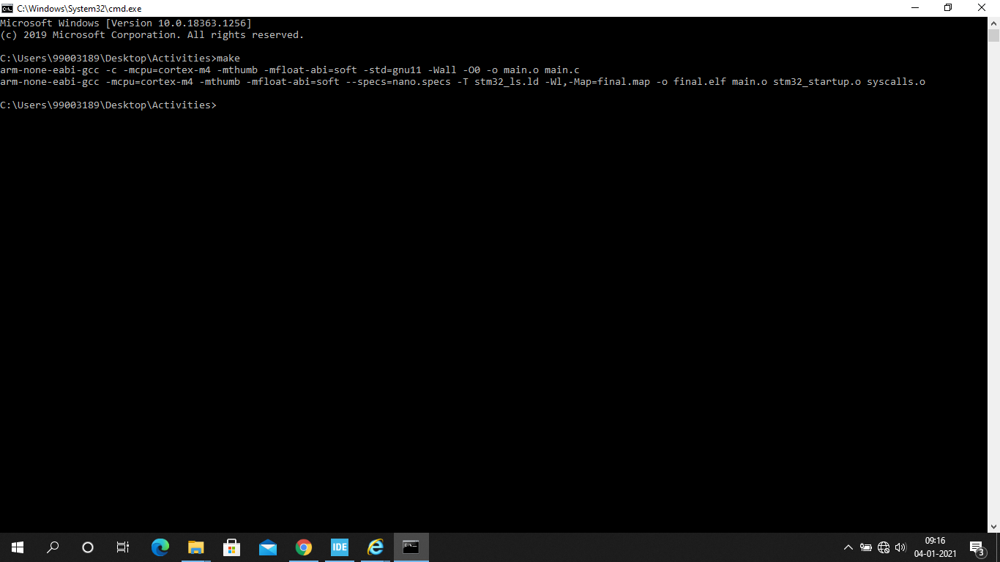 C:\Windows\System32\cmd.exe
Microsoft Windows [Version 10.0.18363.1256]
(c) 2019 Microsoft Corporation. All rights reserved.
C:\Users\99003189\Desktop\Activities>make
arm-none-eabi-gcc -c -mcpu=cortex-m4 -mthumb -mfloat-abi=soft -std=gnu11 -Wall -O0 -o main.o main.c
arm-none-eabi-gcc -mcpu=cortex-m4 -mthumb -mfloat-abi=soft --specs=nano.specs -T stm32_ls.ld -Wl,-Map=final.map -o final.elf main.o stm32_startup.o syscalls.o
C:\Users\99003189\Desktop\Activities>
IDE
09:16
04-01-2021
3